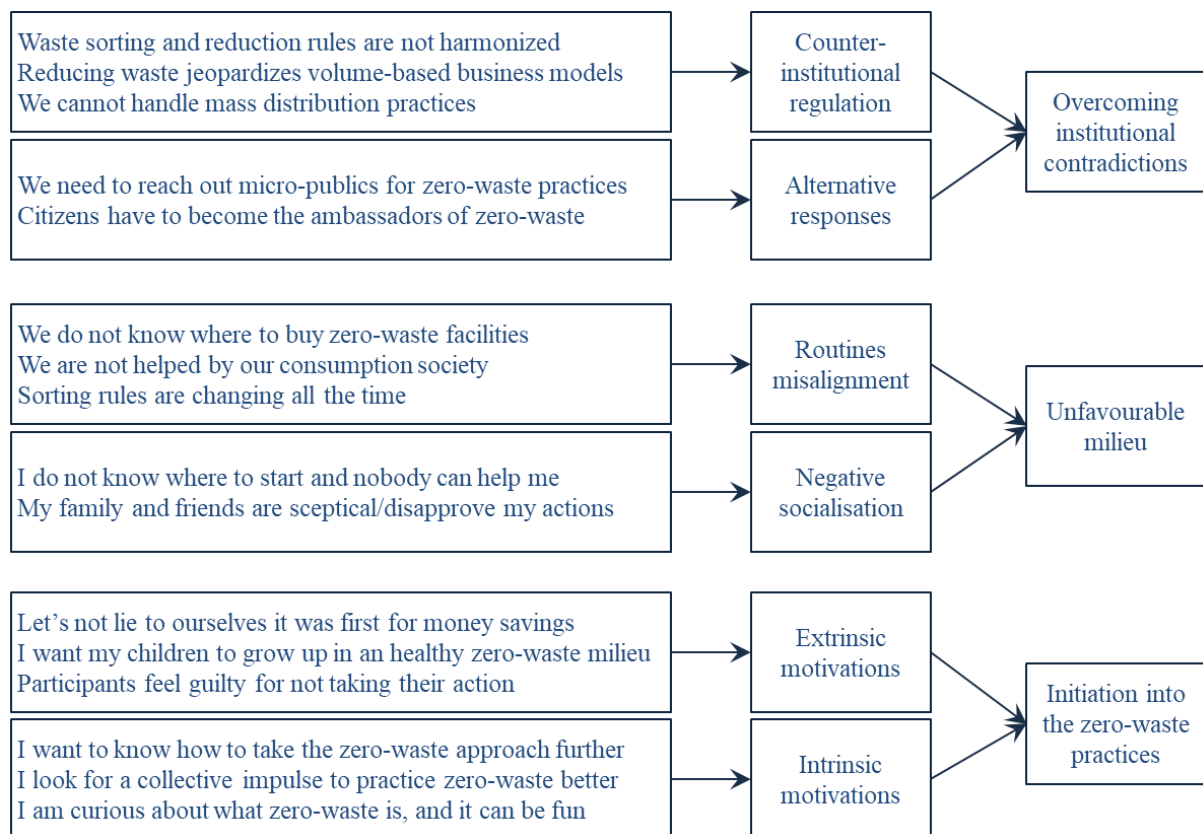 Waste sorting and reduction rules are not harmonized
Reducing waste jeopardizes volume-based business models
We cannot handle mass distribution practices
Counter-
institutional
regulation
We need to reach out micro-publics for zero-waste practices
Citizens have to become the ambassadors of zero-waste
Alternative
responses
Overcoming
institutional
contradictions
We do not know where to buy zero-waste facilities
We are not helped by our consumption society
Sorting rules are changing all the time
Routines
misalignment
I do not know where to start and nobody can help me
My family and friends are sceptical/disapprove my actions
Negative
socialisation
Unfavourable
milieu
Let’s not lie to ourselves it was first for money savings
I want my children to grow up in an healthy zero-waste milieu
Participants feel guilty for not taking their action
Extrinsic
motivations
I want to know how to take the zero-waste approach further
I look for a collective impulse to practice zero-waste better
I am curious about what zero-waste is, and it can be fun
Intrinsic
motivations
Initiation into
the zero-waste
practices